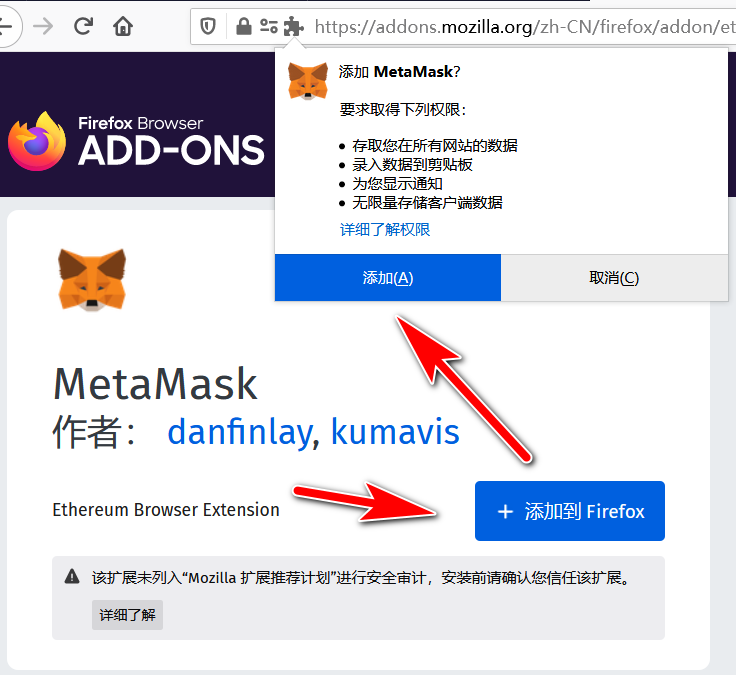 https://addons.mozilla.org/zh-CN/firefox/addon/et
添加 MetaMask?
要求取得下列权限：
• 存取您在所有网站的数据
• 录入数据到剪贴板
• 为您显示通知
• 无限量存储客户端数据
详细了解权限
添加(A)
取消(C)
Firefox Browser
ADD-ONS
MetaMask
作者： danfinlay, kumavis
Ethereum Browser Extension
+ 添加到 Firefox
该扩展未列入“Mozilla 扩展推荐计划”进行安全审计，安装前请确认您信任该扩展。
详细了解